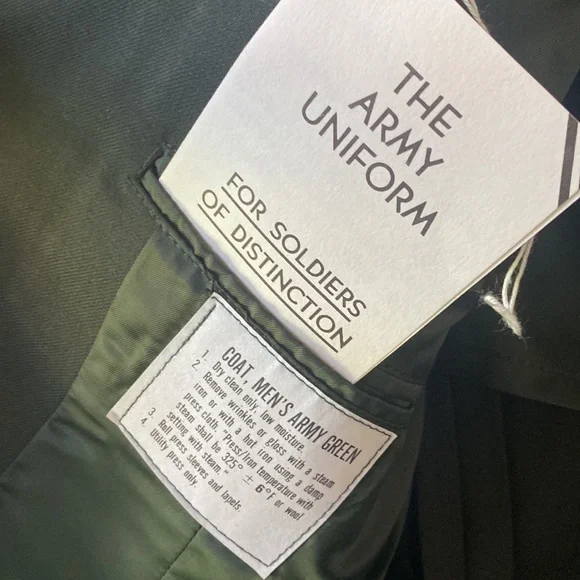 THE
ARMY
UNIFORM
FOR SOLDIERS
OF DISTINCTION
COAT, MEN'S ARMY GREEN
1. Dry clean only, low moisture.
2. Remove wrinkles or gloss with a steam
iron or with a hot iron using a damp
press cloth. Press/Iron temperature with
steam shall be 325° ± 6°F or wool
setting with steam."
3. Roll press sleeves and lapels.
4. Utility press only.